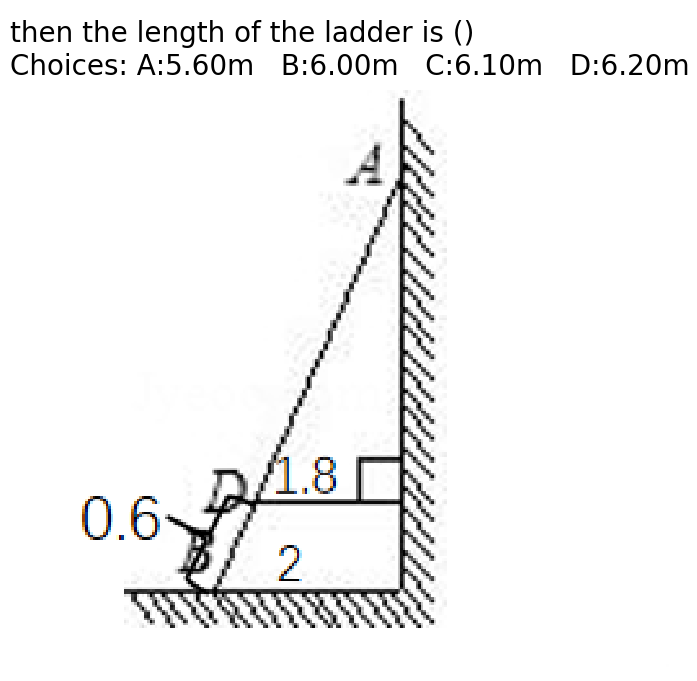 then the length of the ladder is ()
Choices: A:5.60m B:6.00m C:6.10m D:6.20m
A
D
1.8
0.6
B
2